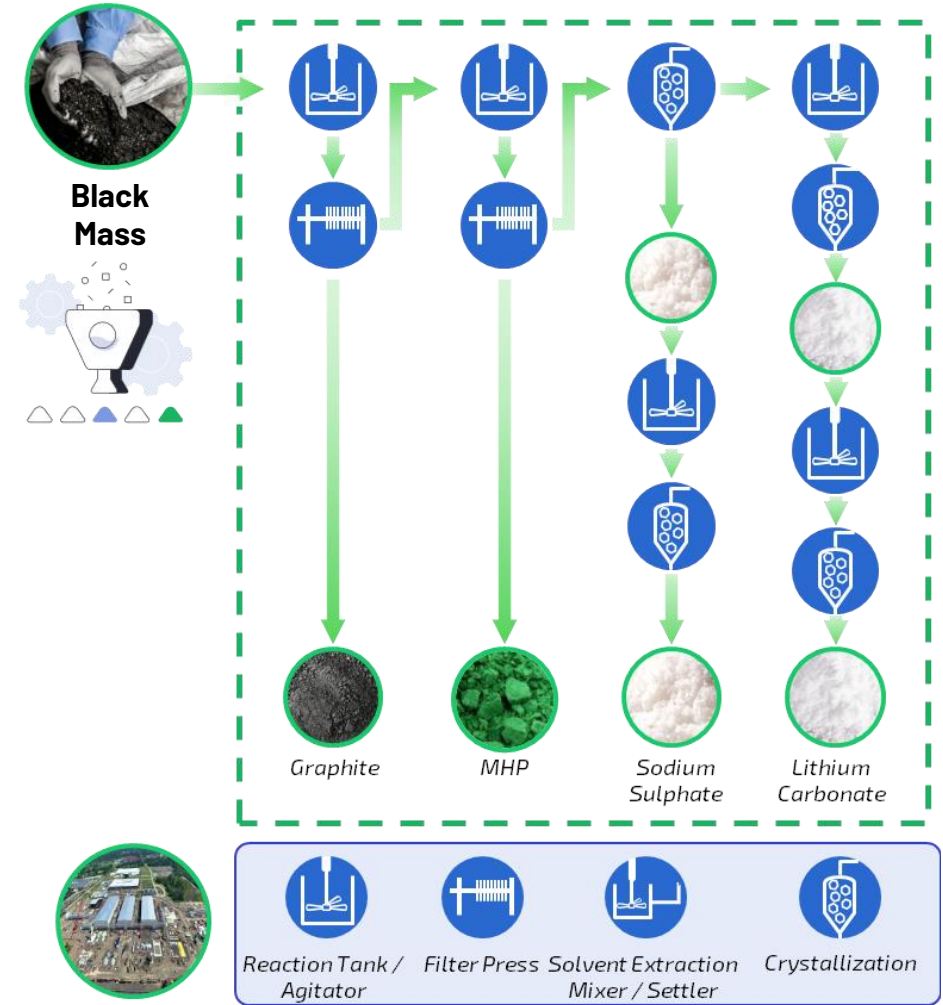 Black
Mass
Graphite
MHP
Sodium
Sulphate
Lithium
Carbonate
Reaction Tank /
Agitator
Filter Press
Solvent Extraction
Mixer / Settler
Crystallization